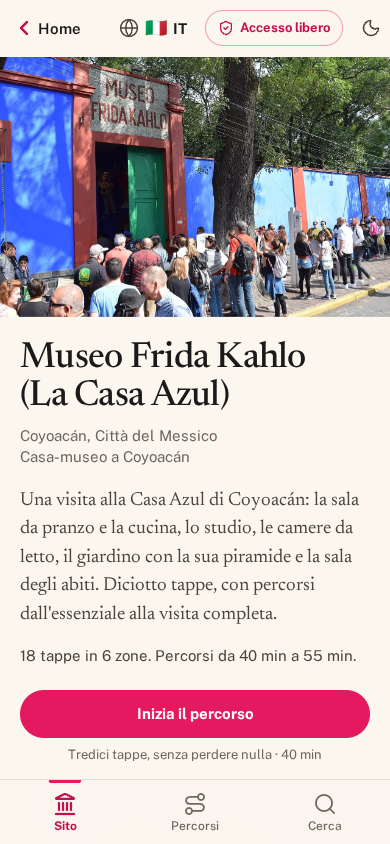 Home
IT
Accesso libero
MUSEO
FRIDA KAHLO
Museo Frida Kahlo
(La Casa Azul)
Coyoacán, Città del Messico
Casa-museo a Coyoacán
Una visita alla Casa Azul di Coyoacán: la sala
da pranzo e la cucina, lo studio, le camere da
letto, il giardino con la sua piramide e la sala
degli abiti. Diciotto tappe, con percorsi
dall'essenziale alla visita completa.
18 tappe in 6 zone. Percorsi da 40 min a 55 min.
Inizia il percorso
Tredici tappe, senza perdere nulla · 40 min
Sito
Percorsi
Cerca